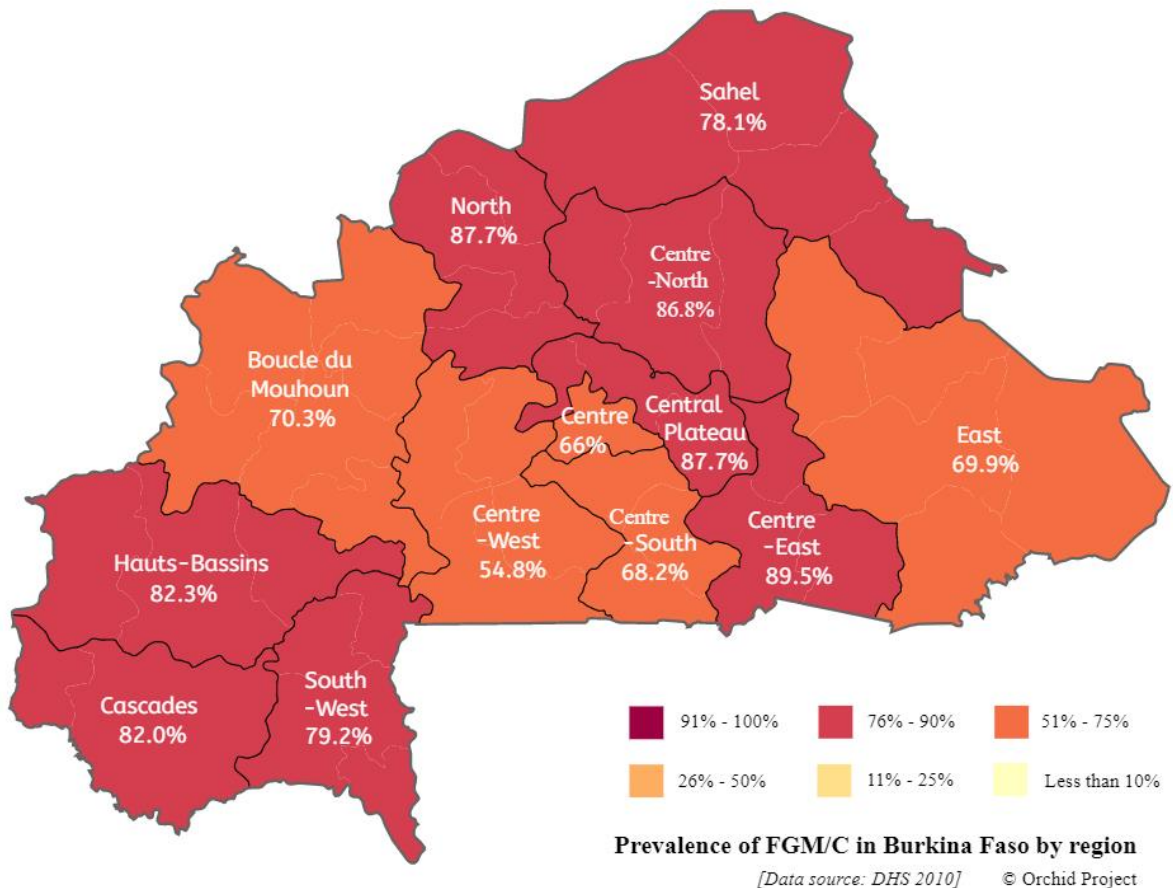 Sahel
78.1%
North
87.7%
Centre
-North
86.8%
Boucle du
Mouhoun
70.3%
Centre
66%
Central
Plateau
87.7%
East
69.9%
Centre
-West
54.8%
Centre
-South
68.2%
Centre
-East
89.5%
Hauts-Bassins
82.3%
Cascades
82.0%
South
-West
79.2%
91% - 100%
76% - 90%
51% - 75%
26% - 50%
11% - 25%
Less than 10%
Prevalence of FGM/C in Burkina Faso by region
[Data source: DHS 2010] © Orchid Project